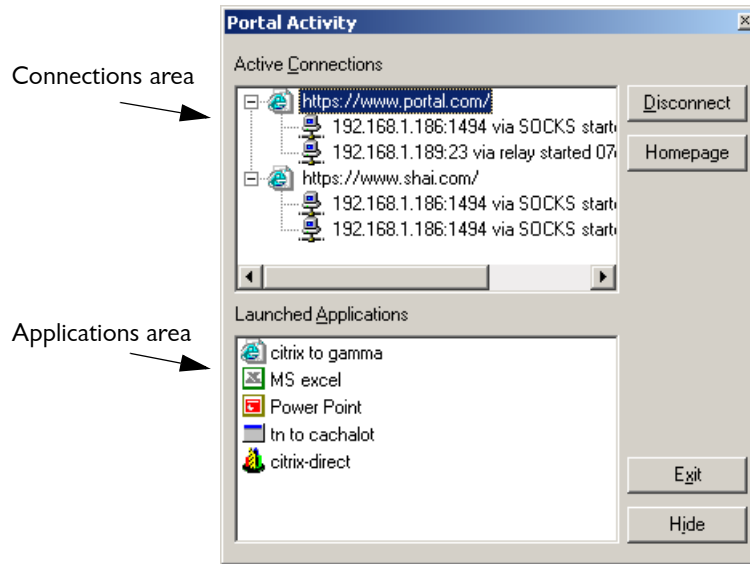 Portal Activity
Active Connections
Connections area
https://www.portal.com/
192.168.1.186:1494 via SOCKS start
192.168.1.189:23 via relay started 07
https://www.shai.com/
192.168.1.186:1494 via SOCKS start
192.168.1.186:1494 via SOCKS start
Disconnect
Homepage
Launched Applications
Applications area
citrix to gamma
MS excel
Power Point
tn to cachalot
citrix-direct
Exit
Hide